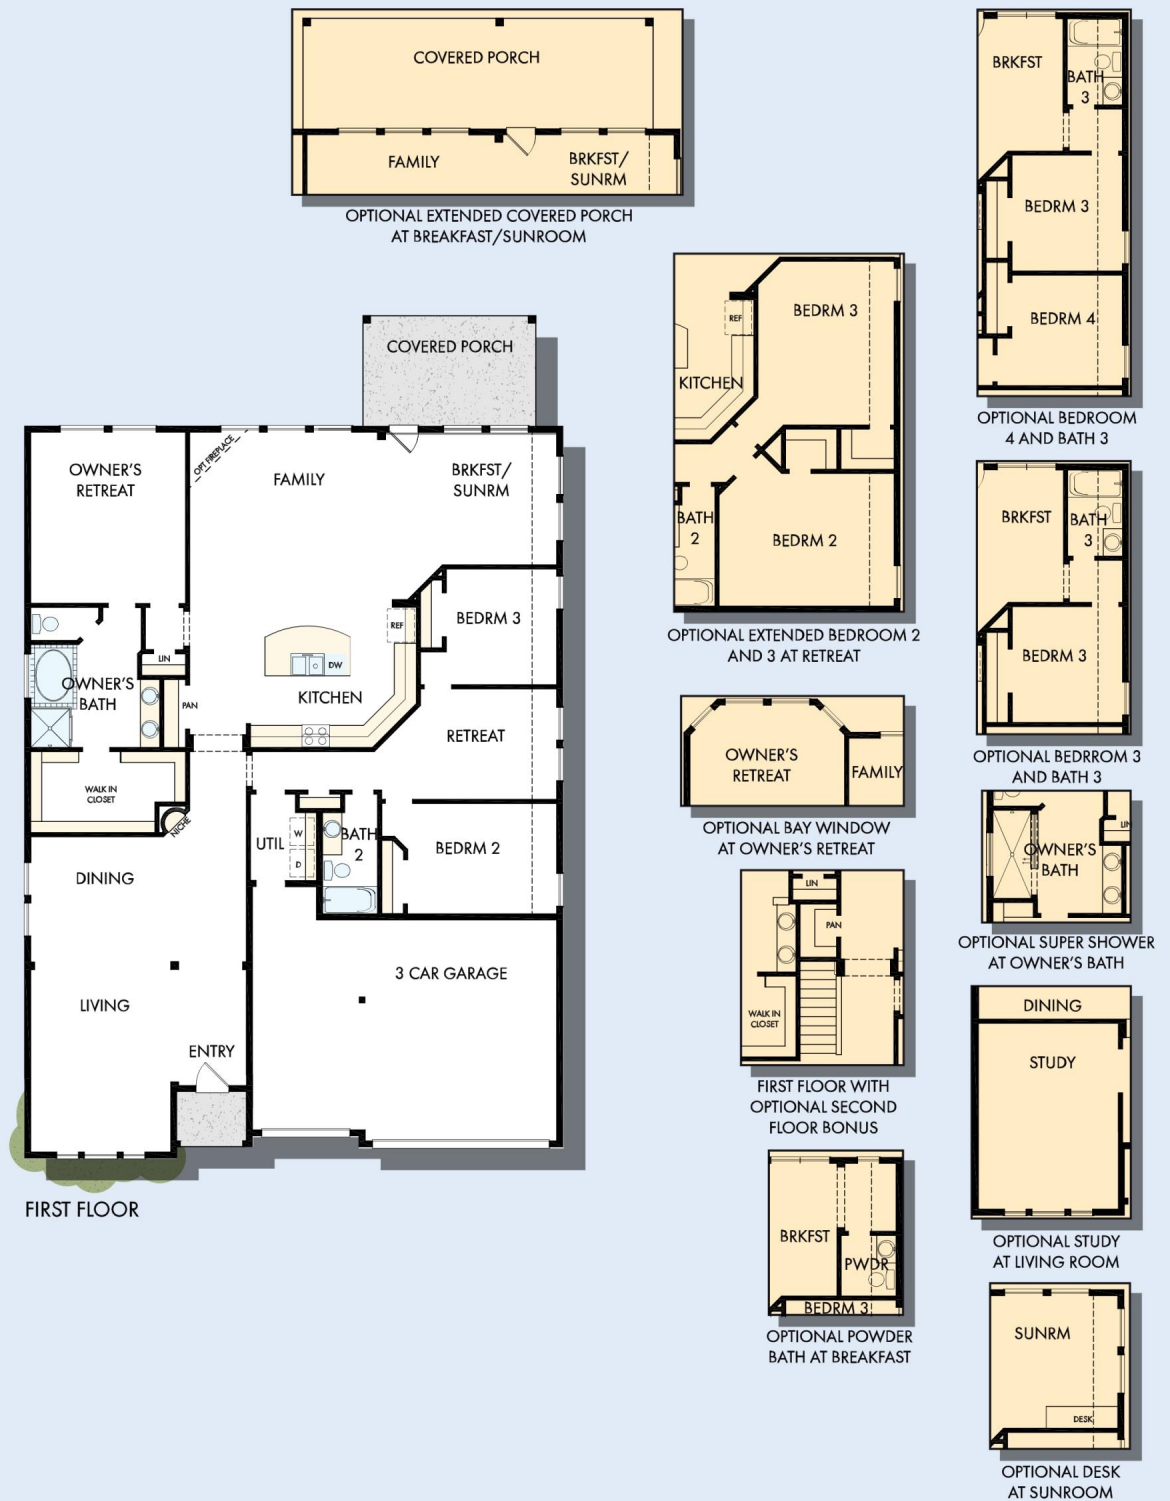 COVERED PORCH
FAMILY
BRKFST/
SUNRM
OPTIONAL EXTENDED COVERED PORCH
AT BREAKFAST/SUNROOM
COVERED PORCH
OWNER'S
RETREAT
OPT FIREPLACE
FAMILY
BRKFST/
SUNRM
BEDRM 3
REF
DW
KITCHEN
LIN
OWNER'S
BATH
PAN
RETREAT
WALK IN
CLOSET
NICHE
UTIL
W
D
BATH
2
BEDRM 2
DINING
3 CAR GARAGE
LIVING
ENTRY
FIRST FLOOR
BEDRM 3
REF
KITCHEN
BATH
2
BEDRM 2
OPTIONAL EXTENDED BEDROOM 2
AND 3 AT RETREAT
OWNER'S
RETREAT
FAMILY
OPTIONAL BAY WINDOW
AT OWNER'S RETREAT
LIN
PAN
WALK IN
CLOSET
FIRST FLOOR WITH
OPTIONAL SECOND
FLOOR BONUS
BRKFST
PWDR
BEDRM 3
OPTIONAL POWDER
BATH AT BREAKFAST
BRKFST
BATH
3
BEDRM 3
BEDRM 4
OPTIONAL BEDROOM
4 AND BATH 3
BRKFST
BATH
3
BEDRM 3
OPTIONAL BEDRROM 3
AND BATH 3
LIN
OWNER'S
BATH
OPTIONAL SUPER SHOWER
AT OWNER'S BATH
DINING
STUDY
OPTIONAL STUDY
AT LIVING ROOM
SUNRM
DESK
OPTIONAL DESK
AT SUNROOM